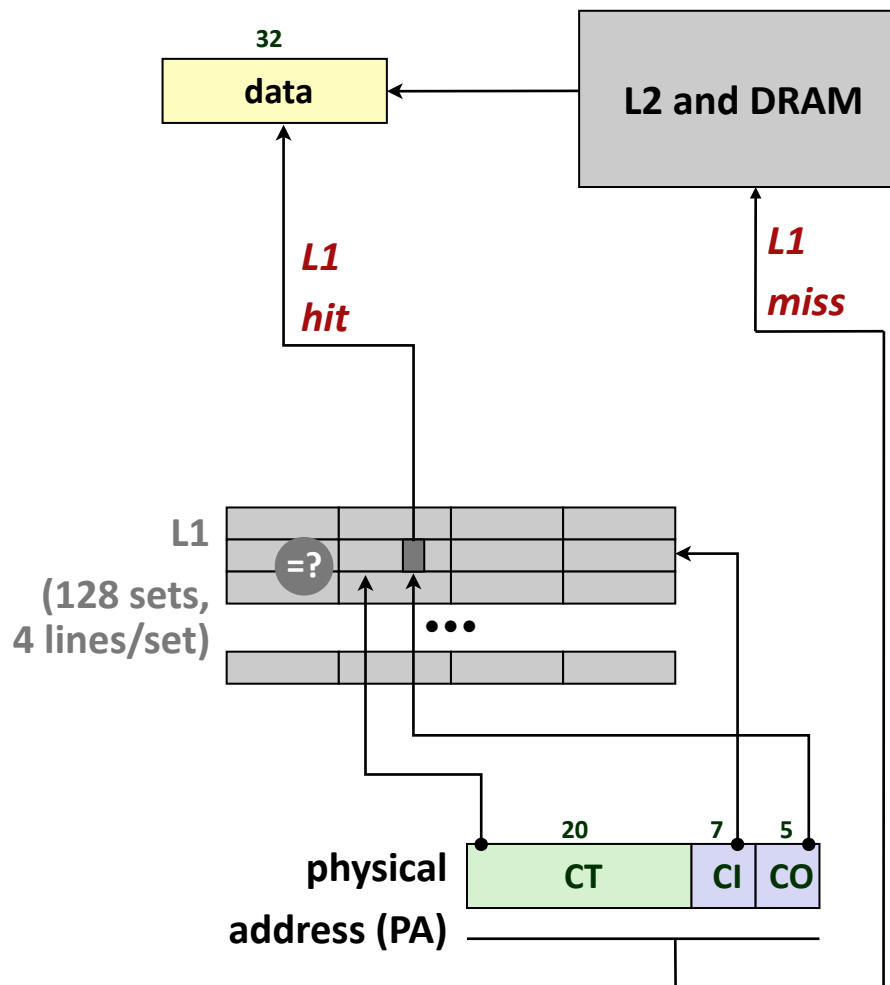 32
data
L2 and DRAM
L1
hit
L1
miss
L1
(128 sets,
4 lines/set)
=?
•••
20
7
5
physical
address (PA)
CT
CI
CO